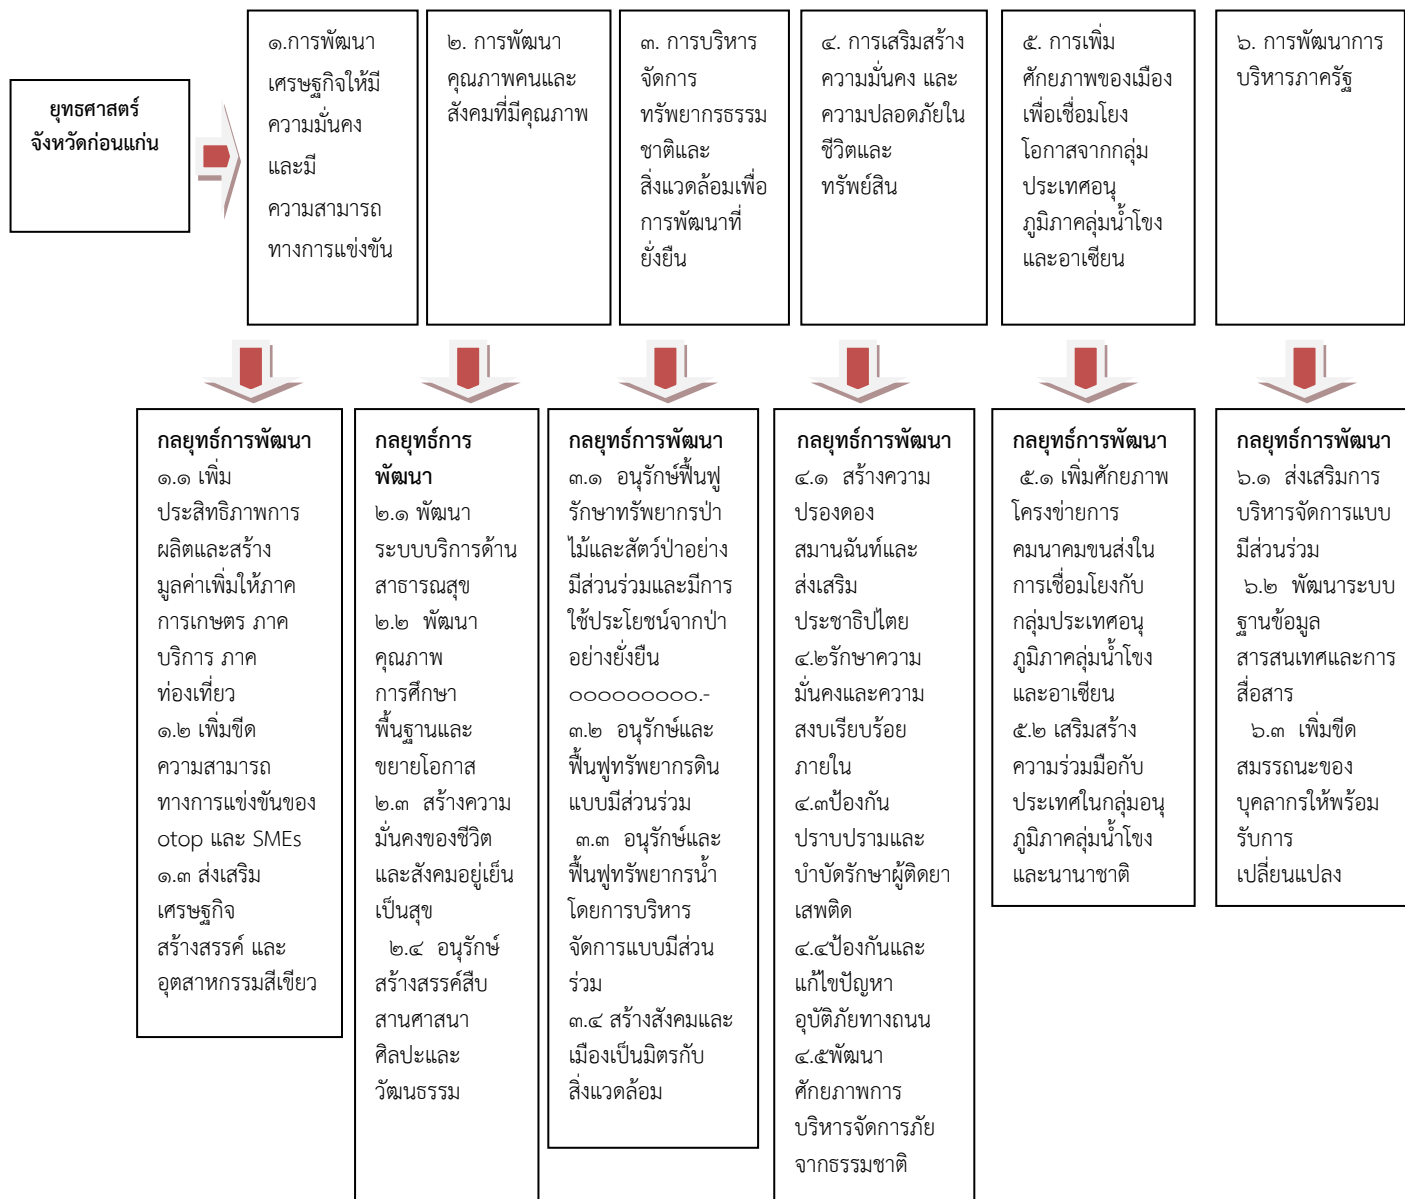 ยุทธศาสตร์
จังหวัดก่อนแก่น
๑.การพัฒนา
เศรษฐกิจให้มี
ความมั่นคง
และมี
ความสามารถ
ทางการแข่งขัน
๒. การพัฒนา
คุณภาพคนและ
สังคมที่มีคุณภาพ
๓. การบริหาร
จัดการ
ทรัพยากรธรรม
ชาติและ
สิ่งแวดล้อมเพื่อ
การพัฒนาที่
ยั่งยืน
๔. การเสริมสร้าง
ความมั่นคง และ
ความปลอดภัยใน
ชีวิตและ
ทรัพย์สิน
๕. การเพิ่ม
ศักยภาพของเมือง
เพื่อเชื่อมโยง
โอกาสจากกลุ่ม
ประเทศอนุ
ภูมิภาคลุ่มน้ำโขง
และอาเซียน
๖. การพัฒนาการ
บริหารภาครัฐ
กลยุทธ์การพัฒนา
๑.๑ เพิ่ม
ประสิทธิภาพการ
ผลิตและสร้าง
มูลค่าเพิ่มให้ภาค
การเกษตร ภาค
บริการ ภาค
ท่องเที่ยว
๑.๒ เพิ่มขีด
ความสามารถ
ทางการแข่งขันของ
otop และ SMEs
๑.๓ ส่งเสริม
เศรษฐกิจ
สร้างสรรค์ และ
อุตสาหกรรมสีเขียว
กลยุทธ์การ
พัฒนา
๒.๑ พัฒนา
ระบบบริการด้าน
สาธารณสุข
๒.๒ พัฒนา
คุณภาพ
การศึกษา
พื้นฐานและ
ขยายโอกาส
๒.๓ สร้างความ
มั่นคงของชีวิต
และสังคมอยู่เย็น
เป็นสุข
๒.๔ อนุรักษ์
สร้างสรรค์สืบ
สานศาสนา
ศิลปะและ
วัฒนธรรม
กลยุทธ์การพัฒนา
๓.๑ อนุรักษ์ฟื้นฟู
รักษาทรัพยากรป่า
ไม้และสัตว์ป่าอย่าง
มีส่วนร่วมและมีการ
ใช้ประโยชน์จากป่า
อย่างยั่งยืน
๐๐๐๐๐๐๐๐๐.-
๓.๒ อนุรักษ์และ
ฟื้นฟูทรัพยากรดิน
แบบมีส่วนร่วม
๓.๓ อนุรักษ์และ
ฟื้นฟูทรัพยากรน้ำ
โดยการบริหาร
จัดการแบบมีส่วน
ร่วม
๓.๔ สร้างสังคมและ
เมืองเป็นมิตรกับ
สิ่งแวดล้อม
กลยุทธ์การพัฒนา
๔.๑ สร้างความ
ปรองดอง
สมานฉันท์และ
ส่งเสริม
ประชาธิปไตย
๔.๒รักษาความ
มั่นคงและความ
สงบเรียบร้อย
ภายใน
๔.๓ป้องกัน
ปราบปรามและ
บำบัดรักษาผู้ติดยา
เสพติด
๔.๔ป้องกันและ
แก้ไขปัญหา
อุบัติภัยทางถนน
๔.๕พัฒนา
ศักยภาพการ
บริหารจัดการภัย
จากธรรมชาติ
กลยุทธ์การพัฒนา
๕.๑ เพิ่มศักยภาพ
โครงข่ายการ
คมนาคมขนส่งใน
การเชื่อมโยงกับ
กลุ่มประเทศอนุ
ภูมิภาคลุ่มน้ำโขง
และอาเซียน
๕.๒ เสริมสร้าง
ความร่วมมือกับ
ประเทศในกลุ่มอนุ
ภูมิภาคลุ่มน้ำโขง
และนานาชาติ
กลยุทธ์การพัฒนา
๖.๑ ส่งเสริมการ
บริหารจัดการแบบ
มีส่วนร่วม
๖.๒ พัฒนาระบบ
ฐานข้อมูล
สารสนเทศและการ
สื่อสาร
๖.๓ เพิ่มขีด
สมรรถนะของ
บุคลากรให้พร้อม
รับการ
เปลี่ยนแปลง